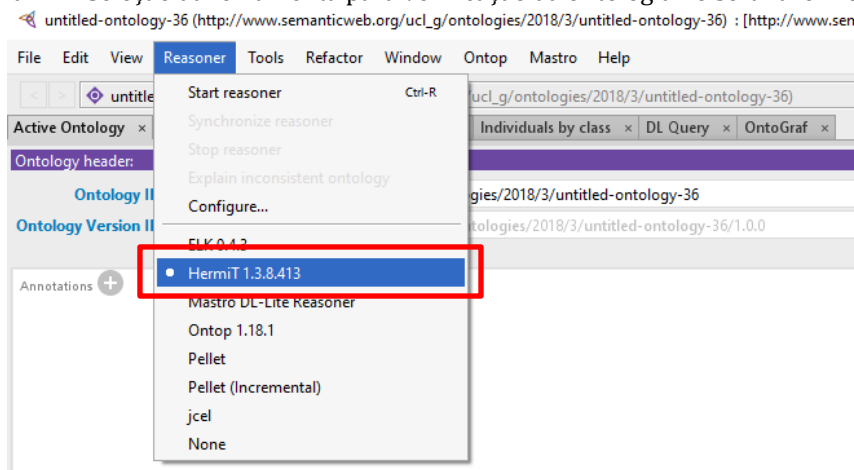 untitled-ontology-36 (http://www.semanticweb.org/ucl_g/ontologies/2018/3/untitled-ontology-36) : [http://www.sem
File Edit View Reasoner Tools Refactor Window Ontop Mastro Help
< > untitle /ucl_g/ontologies/2018/3/untitled-ontology-36)
Active Ontology × Individuals by class × DL Query × OntoGraf ×
Ontology header:
Ontology II gies/2018/3/untitled-ontology-36
Ontology Version II ntologies/2018/3/untitled-ontology-36/1.0.0
Annotations
Start reasoner Ctrl-R
Synchronize reasoner
Stop reasoner
Explain inconsistent ontology
Configure...
ELK 0.4.3
HermiT 1.3.8.413
Mastro DL-Lite Reasoner
Ontop 1.18.1
Pellet
Pellet (Incremental)
jcel
None